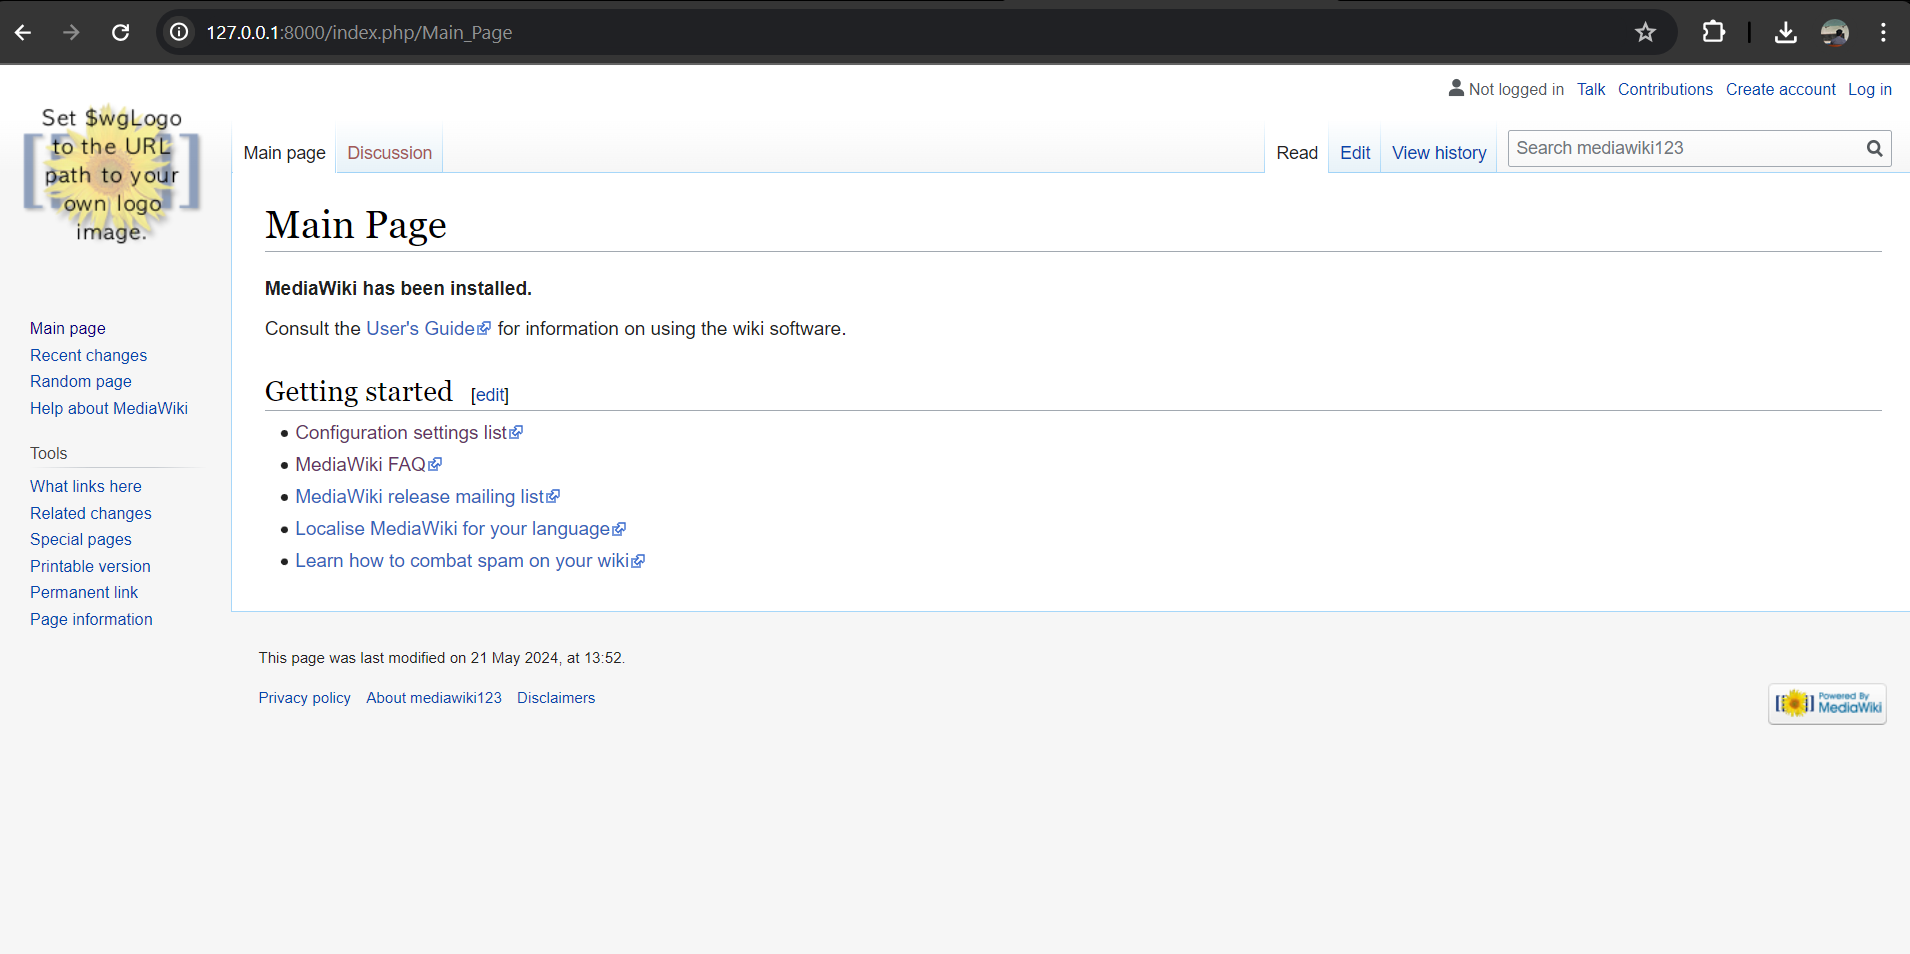 127.0.0.1:8000/index.php/Main_Page
Not logged in Talk Contributions Create account Log in
Set $wgLogo
to the URL
path to your
own logo
image.
Main page Discussion Read Edit View history Search mediawiki123
Main Page
MediaWiki has been installed.
Consult the User's Guide for information on using the wiki software.
Getting started [edit]
Configuration settings list
MediaWiki FAQ
MediaWiki release mailing list
Localise MediaWiki for your language
Learn how to combat spam on your wiki
Main page
Recent changes
Random page
Help about MediaWiki
Tools
What links here
Related changes
Special pages
Printable version
Permanent link
Page information
This page was last modified on 21 May 2024, at 13:52.
Privacy policy About mediawiki123 Disclaimers
Powered By
MediaWiki